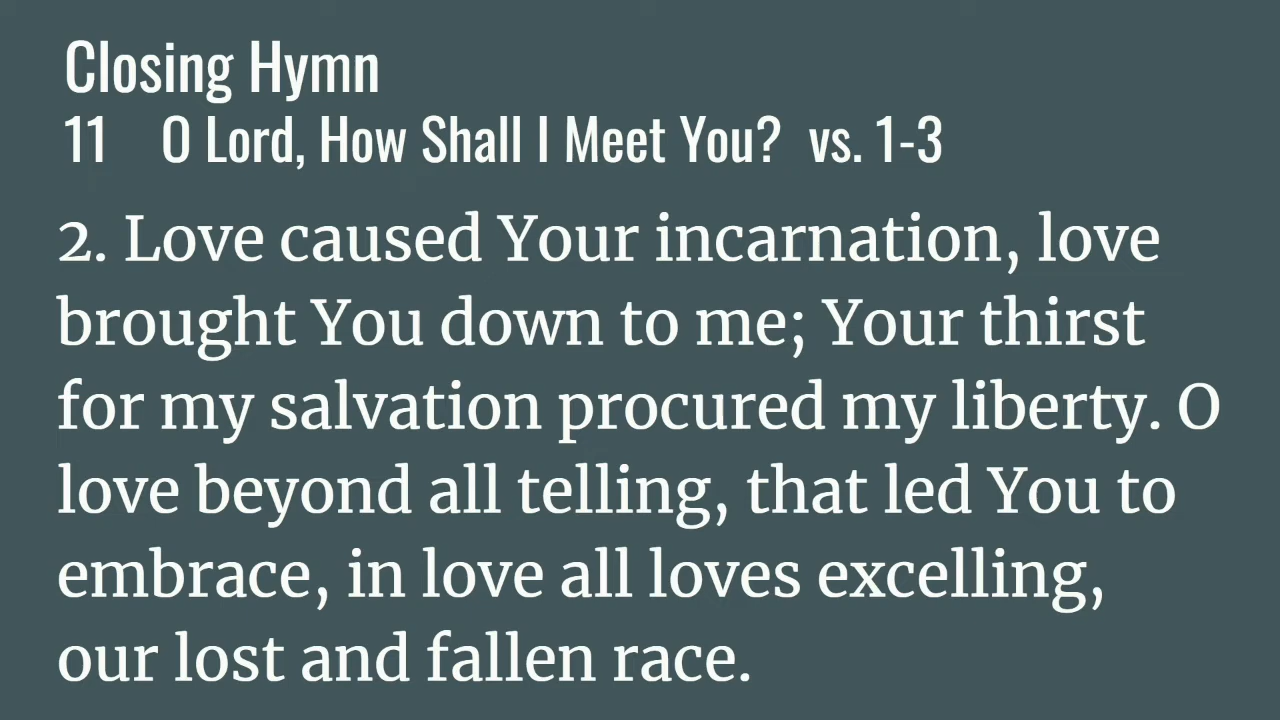 Closing Hymn
11 O Lord, How Shall I Meet You? vs. 1-3
2. Love caused Your incarnation, love
brought You down to me; Your thirst
for my salvation procured my liberty. O
love beyond all telling, that led You to
embrace, in love all loves excelling,
our lost and fallen race.